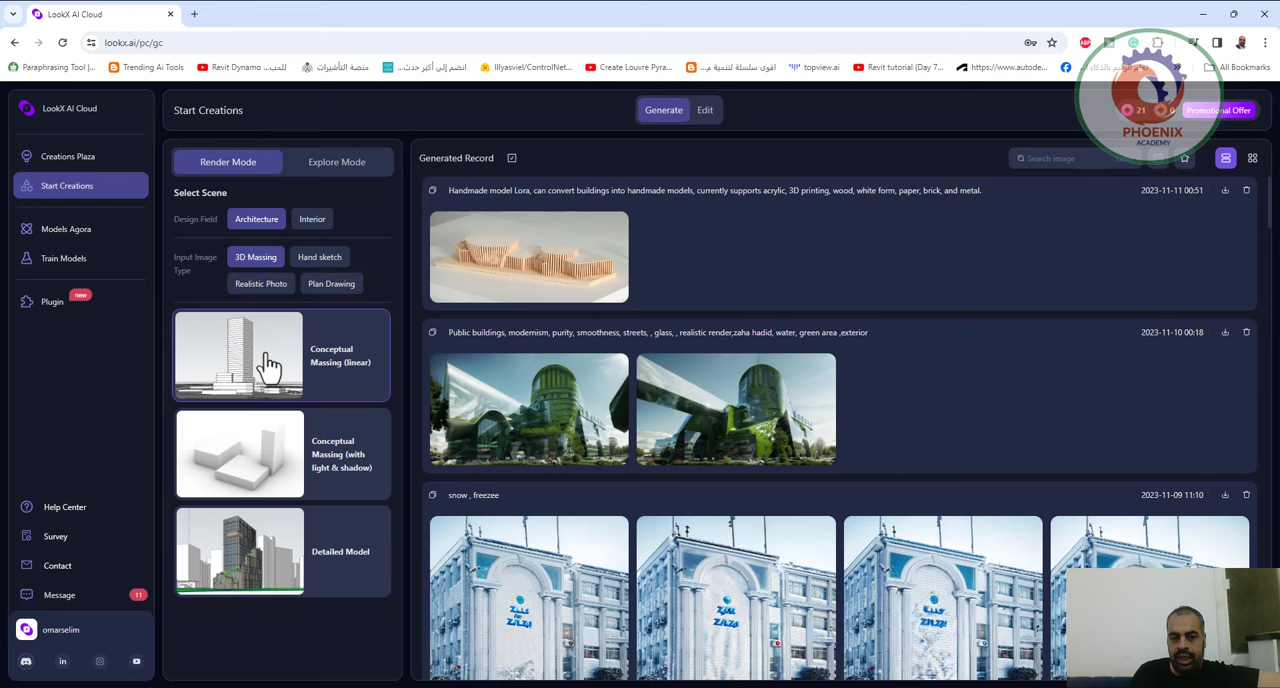 LookX AI Cloud
lookx.ai/pc/gc
Paraphrasing Tool |...
Trending Ai Tools
Revit Dynamo ...للمب
منصة التأشيرات
Illyasviel/ControlNet...
Create Louvre Pyra...
topview.ai
Revit tutorial (Day 7...
https://www.autode...
All Bookmarks
LookX AI Cloud
Start Creations
Generate
Edit
21
Promotional Offer
PHOENIX
ACADEMY
Creations Plaza
Start Creations
Models Agora
Train Models
Plugin
new
Help Center
Survey
Contact
Message
11
omarselim
Render Mode
Explore Mode
Select Scene
Design Field
Architecture
Interior
Input Image
Type
3D Massing
Hand sketch
Realistic Photo
Plan Drawing
Conceptual
Massing (linear)
Conceptual
Massing (with
light & shadow)
Detailed Model
Generated Record
Search image
Handmade model Lora, can convert buildings into handmade models, currently supports acrylic, 3D printing, wood, white form, paper, brick, and metal.
2023-11-11 00:51
Public buildings, modernism, purity, smoothness, streets, , glass, , realistic render,zaha hadid, water, green area ,exterior
2023-11-10 00:18
snow , freezee
2023-11-09 11:10